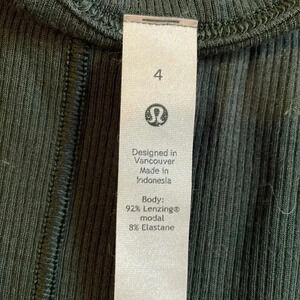 4
Designed in
Vancouver
Made in
Indonesia
Body:
92% Lenzing®
modal
8% Elastane